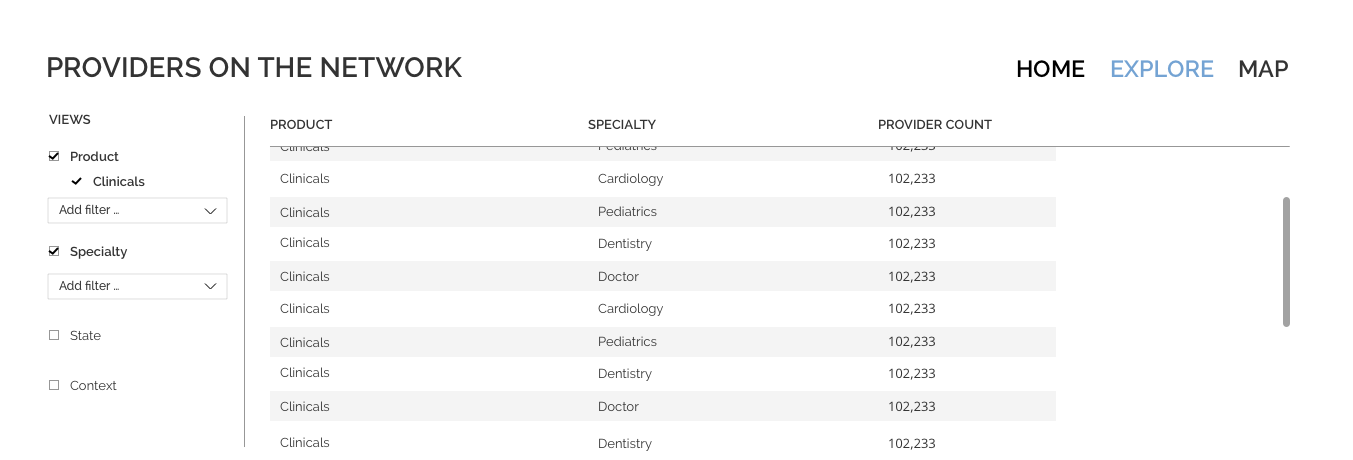 PROVIDERS ON THE NETWORK
HOME EXPLORE MAP
VIEWS
Product
Clinicals
Add filter ...
Specialty
Add filter ...
State
Context
PRODUCT SPECIALTY PROVIDER COUNT
Clinicals Pediatrics 102,233
Clinicals Cardiology 102,233
Clinicals Pediatrics 102,233
Clinicals Dentistry 102,233
Clinicals Doctor 102,233
Clinicals Cardiology 102,233
Clinicals Pediatrics 102,233
Clinicals Dentistry 102,233
Clinicals Doctor 102,233
Clinicals Dentistry 102,233